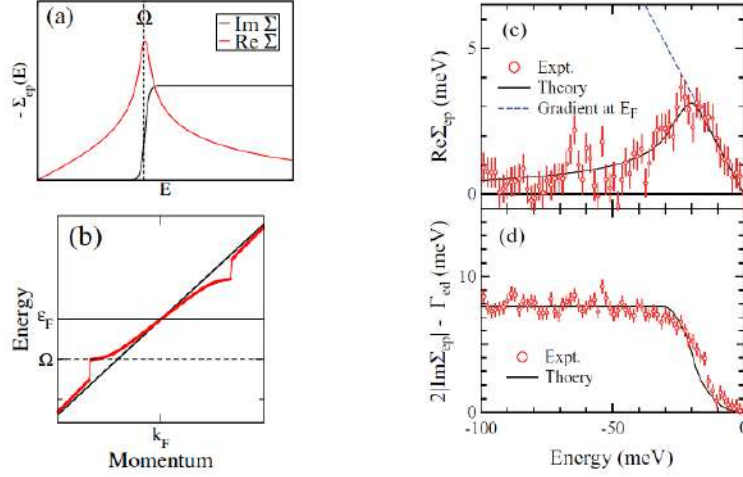 (a)
Ω
Im Σ
Re Σ
- Σep(E)
E
(b)
Energy
εF
Ω
kF
Momentum
(c)
6
Expt.
Theory
Gradient at EF
ReΣep (meV)
0
(d)
10
2|ImΣep| - Γed (meV)
Expt.
Thoery
0
-100
-50
0
Energy (meV)